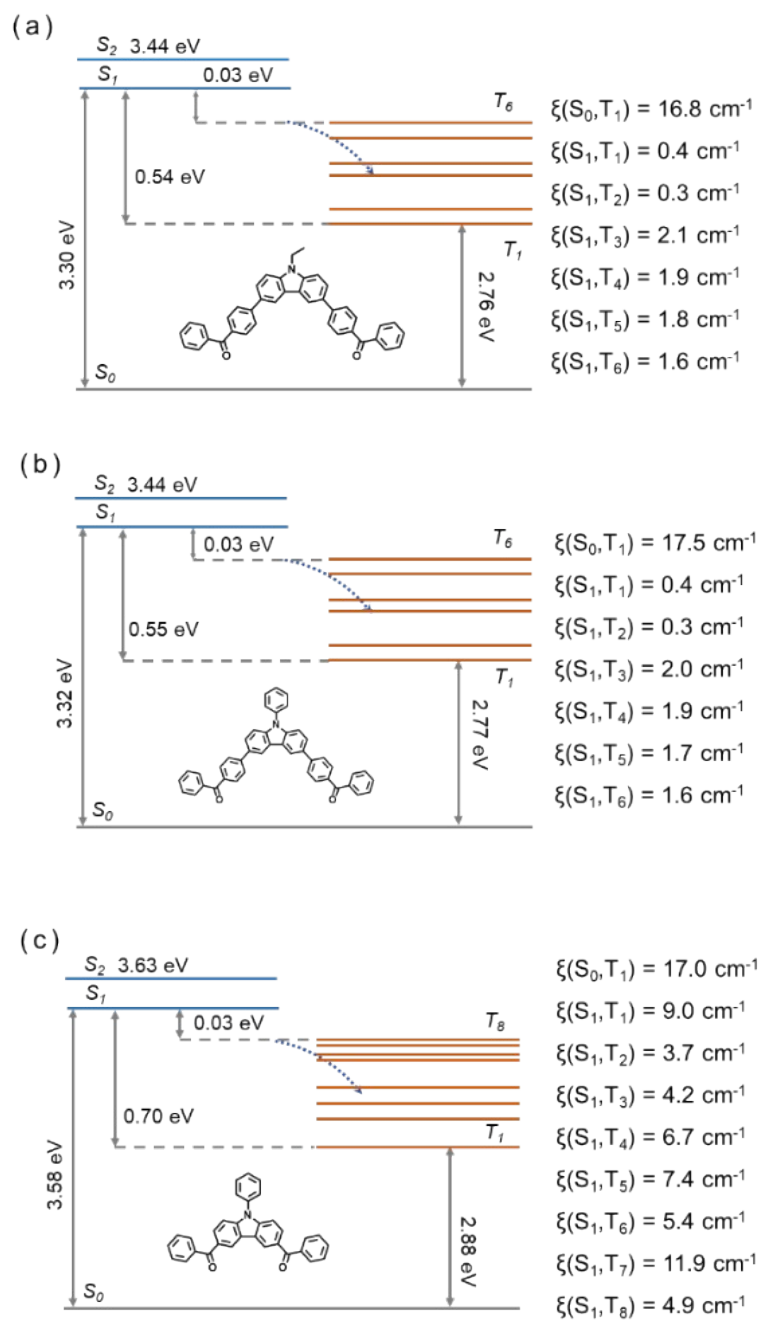 (a)
S₂ 3.44 eV
S₁
0.03 eV
T₆
0.54 eV
3.30 eV
T₁
2.76 eV
N
O
O
S₀
ξ(S₀,T₁) = 16.8 cm⁻¹
ξ(S₁,T₁) = 0.4 cm⁻¹
ξ(S₁,T₂) = 0.3 cm⁻¹
ξ(S₁,T₃) = 2.1 cm⁻¹
ξ(S₁,T₄) = 1.9 cm⁻¹
ξ(S₁,T₅) = 1.8 cm⁻¹
ξ(S₁,T₆) = 1.6 cm⁻¹
(b)
S₂ 3.44 eV
S₁
0.03 eV
T₆
0.55 eV
3.32 eV
T₁
2.77 eV
N
O
O
S₀
ξ(S₀,T₁) = 17.5 cm⁻¹
ξ(S₁,T₁) = 0.4 cm⁻¹
ξ(S₁,T₂) = 0.3 cm⁻¹
ξ(S₁,T₃) = 2.0 cm⁻¹
ξ(S₁,T₄) = 1.9 cm⁻¹
ξ(S₁,T₅) = 1.7 cm⁻¹
ξ(S₁,T₆) = 1.6 cm⁻¹
(c)
S₂ 3.63 eV
S₁
0.03 eV
T₈
0.70 eV
3.58 eV
T₁
2.88 eV
N
O
O
S₀
ξ(S₀,T₁) = 17.0 cm⁻¹
ξ(S₁,T₁) = 9.0 cm⁻¹
ξ(S₁,T₂) = 3.7 cm⁻¹
ξ(S₁,T₃) = 4.2 cm⁻¹
ξ(S₁,T₄) = 6.7 cm⁻¹
ξ(S₁,T₅) = 7.4 cm⁻¹
ξ(S₁,T₆) = 5.4 cm⁻¹
ξ(S₁,T₇) = 11.9 cm⁻¹
ξ(S₁,T₈) = 4.9 cm⁻¹